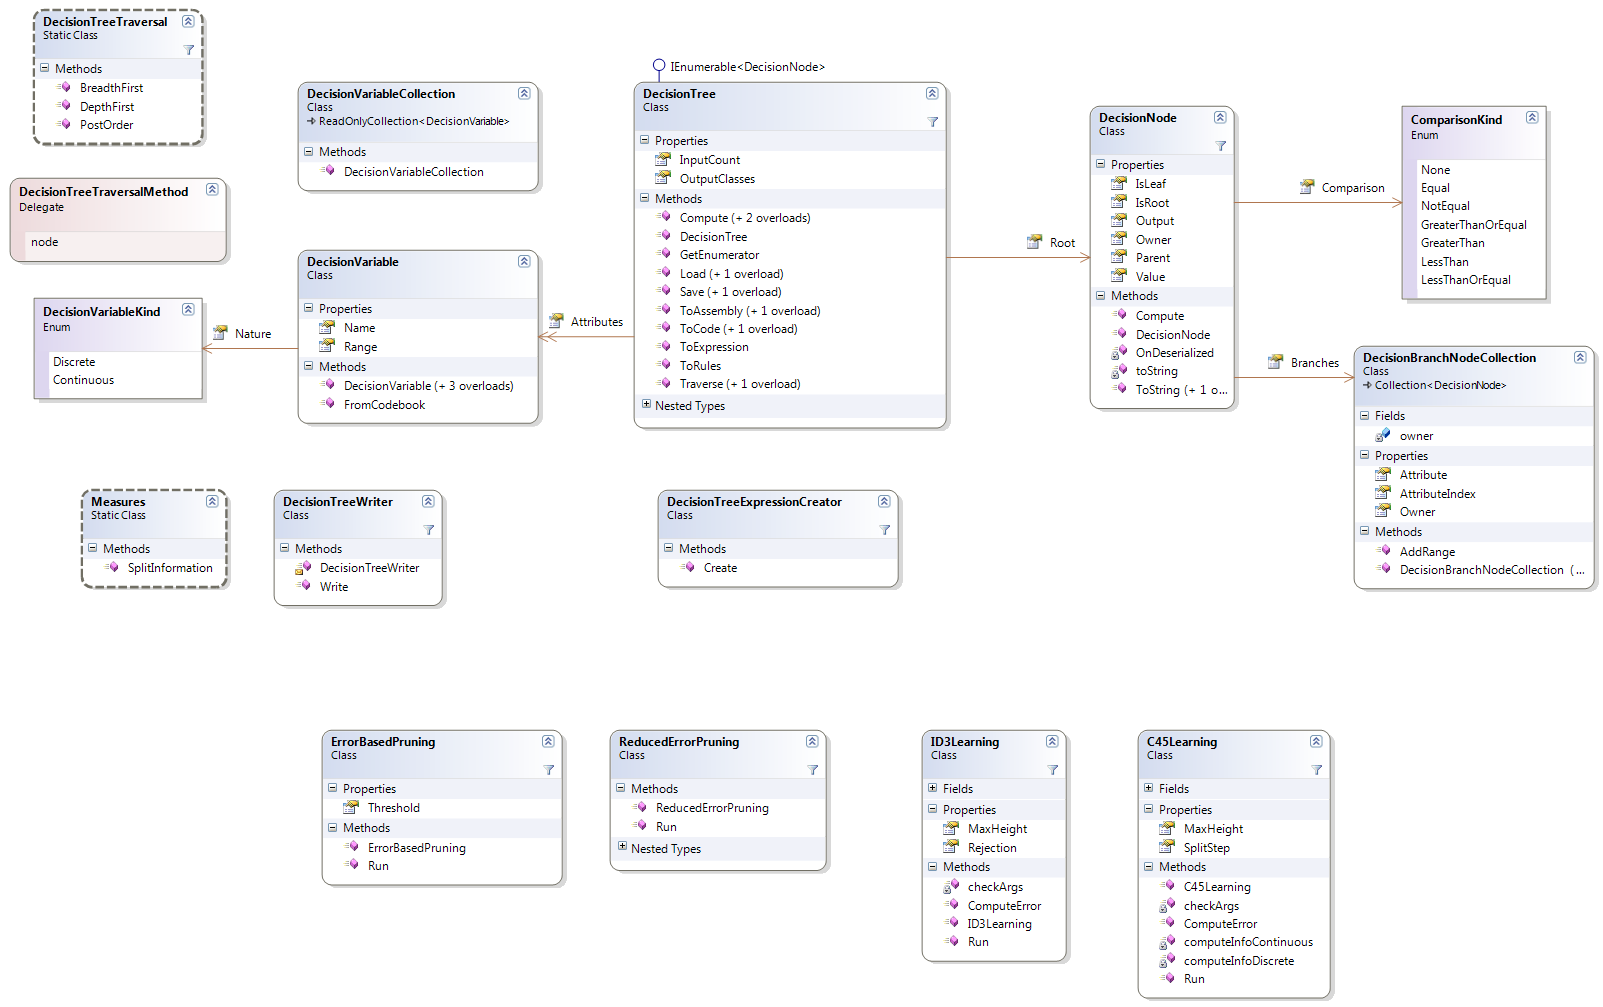 DecisionTreeTraversal
Static Class
Methods
BreadthFirst
DepthFirst
PostOrder
DecisionTreeTraversalMethod
Delegate
node
DecisionVariableKind
Enum
Discrete
Continuous
Nature
DecisionVariableCollection
Class
ReadOnlyCollection<DecisionVariable>
Methods
DecisionVariableCollection
DecisionVariable
Class
Properties
Name
Range
Methods
DecisionVariable (+ 3 overloads)
FromCodebook
Attributes
IEnumerable<DecisionNode>
DecisionTree
Class
Properties
InputCount
OutputClasses
Methods
Compute (+ 2 overloads)
DecisionTree
GetEnumerator
Load (+ 1 overload)
Save (+ 1 overload)
ToAssembly (+ 1 overload)
ToCode (+ 1 overload)
ToExpression
ToRules
Traverse (+ 1 overload)
Nested Types
Root
DecisionNode
Class
Properties
IsLeaf
IsRoot
Output
Owner
Parent
Value
Methods
Compute
DecisionNode
OnDeserialized
toString
ToString (+ 1 o...
Comparison
ComparisonKind
Enum
None
Equal
NotEqual
GreaterThanOrEqual
GreaterThan
LessThan
LessThanOrEqual
Branches
DecisionBranchNodeCollection
Class
Collection<DecisionNode>
Fields
owner
Properties
Attribute
AttributeIndex
Owner
Methods
AddRange
DecisionBranchNodeCollection (...
Measures
Static Class
Methods
SplitInformation
DecisionTreeWriter
Class
Methods
DecisionTreeWriter
Write
DecisionTreeExpressionCreator
Class
Methods
Create
ErrorBasedPruning
Class
Properties
Threshold
Methods
ErrorBasedPruning
Run
ReducedErrorPruning
Class
Methods
ReducedErrorPruning
Run
Nested Types
ID3Learning
Class
Fields
Properties
MaxHeight
Rejection
Methods
checkArgs
ComputeError
ID3Learning
Run
C45Learning
Class
Fields
Properties
MaxHeight
SplitStep
Methods
C45Learning
checkArgs
ComputeError
computeInfoContinuous
computeInfoDiscrete
Run